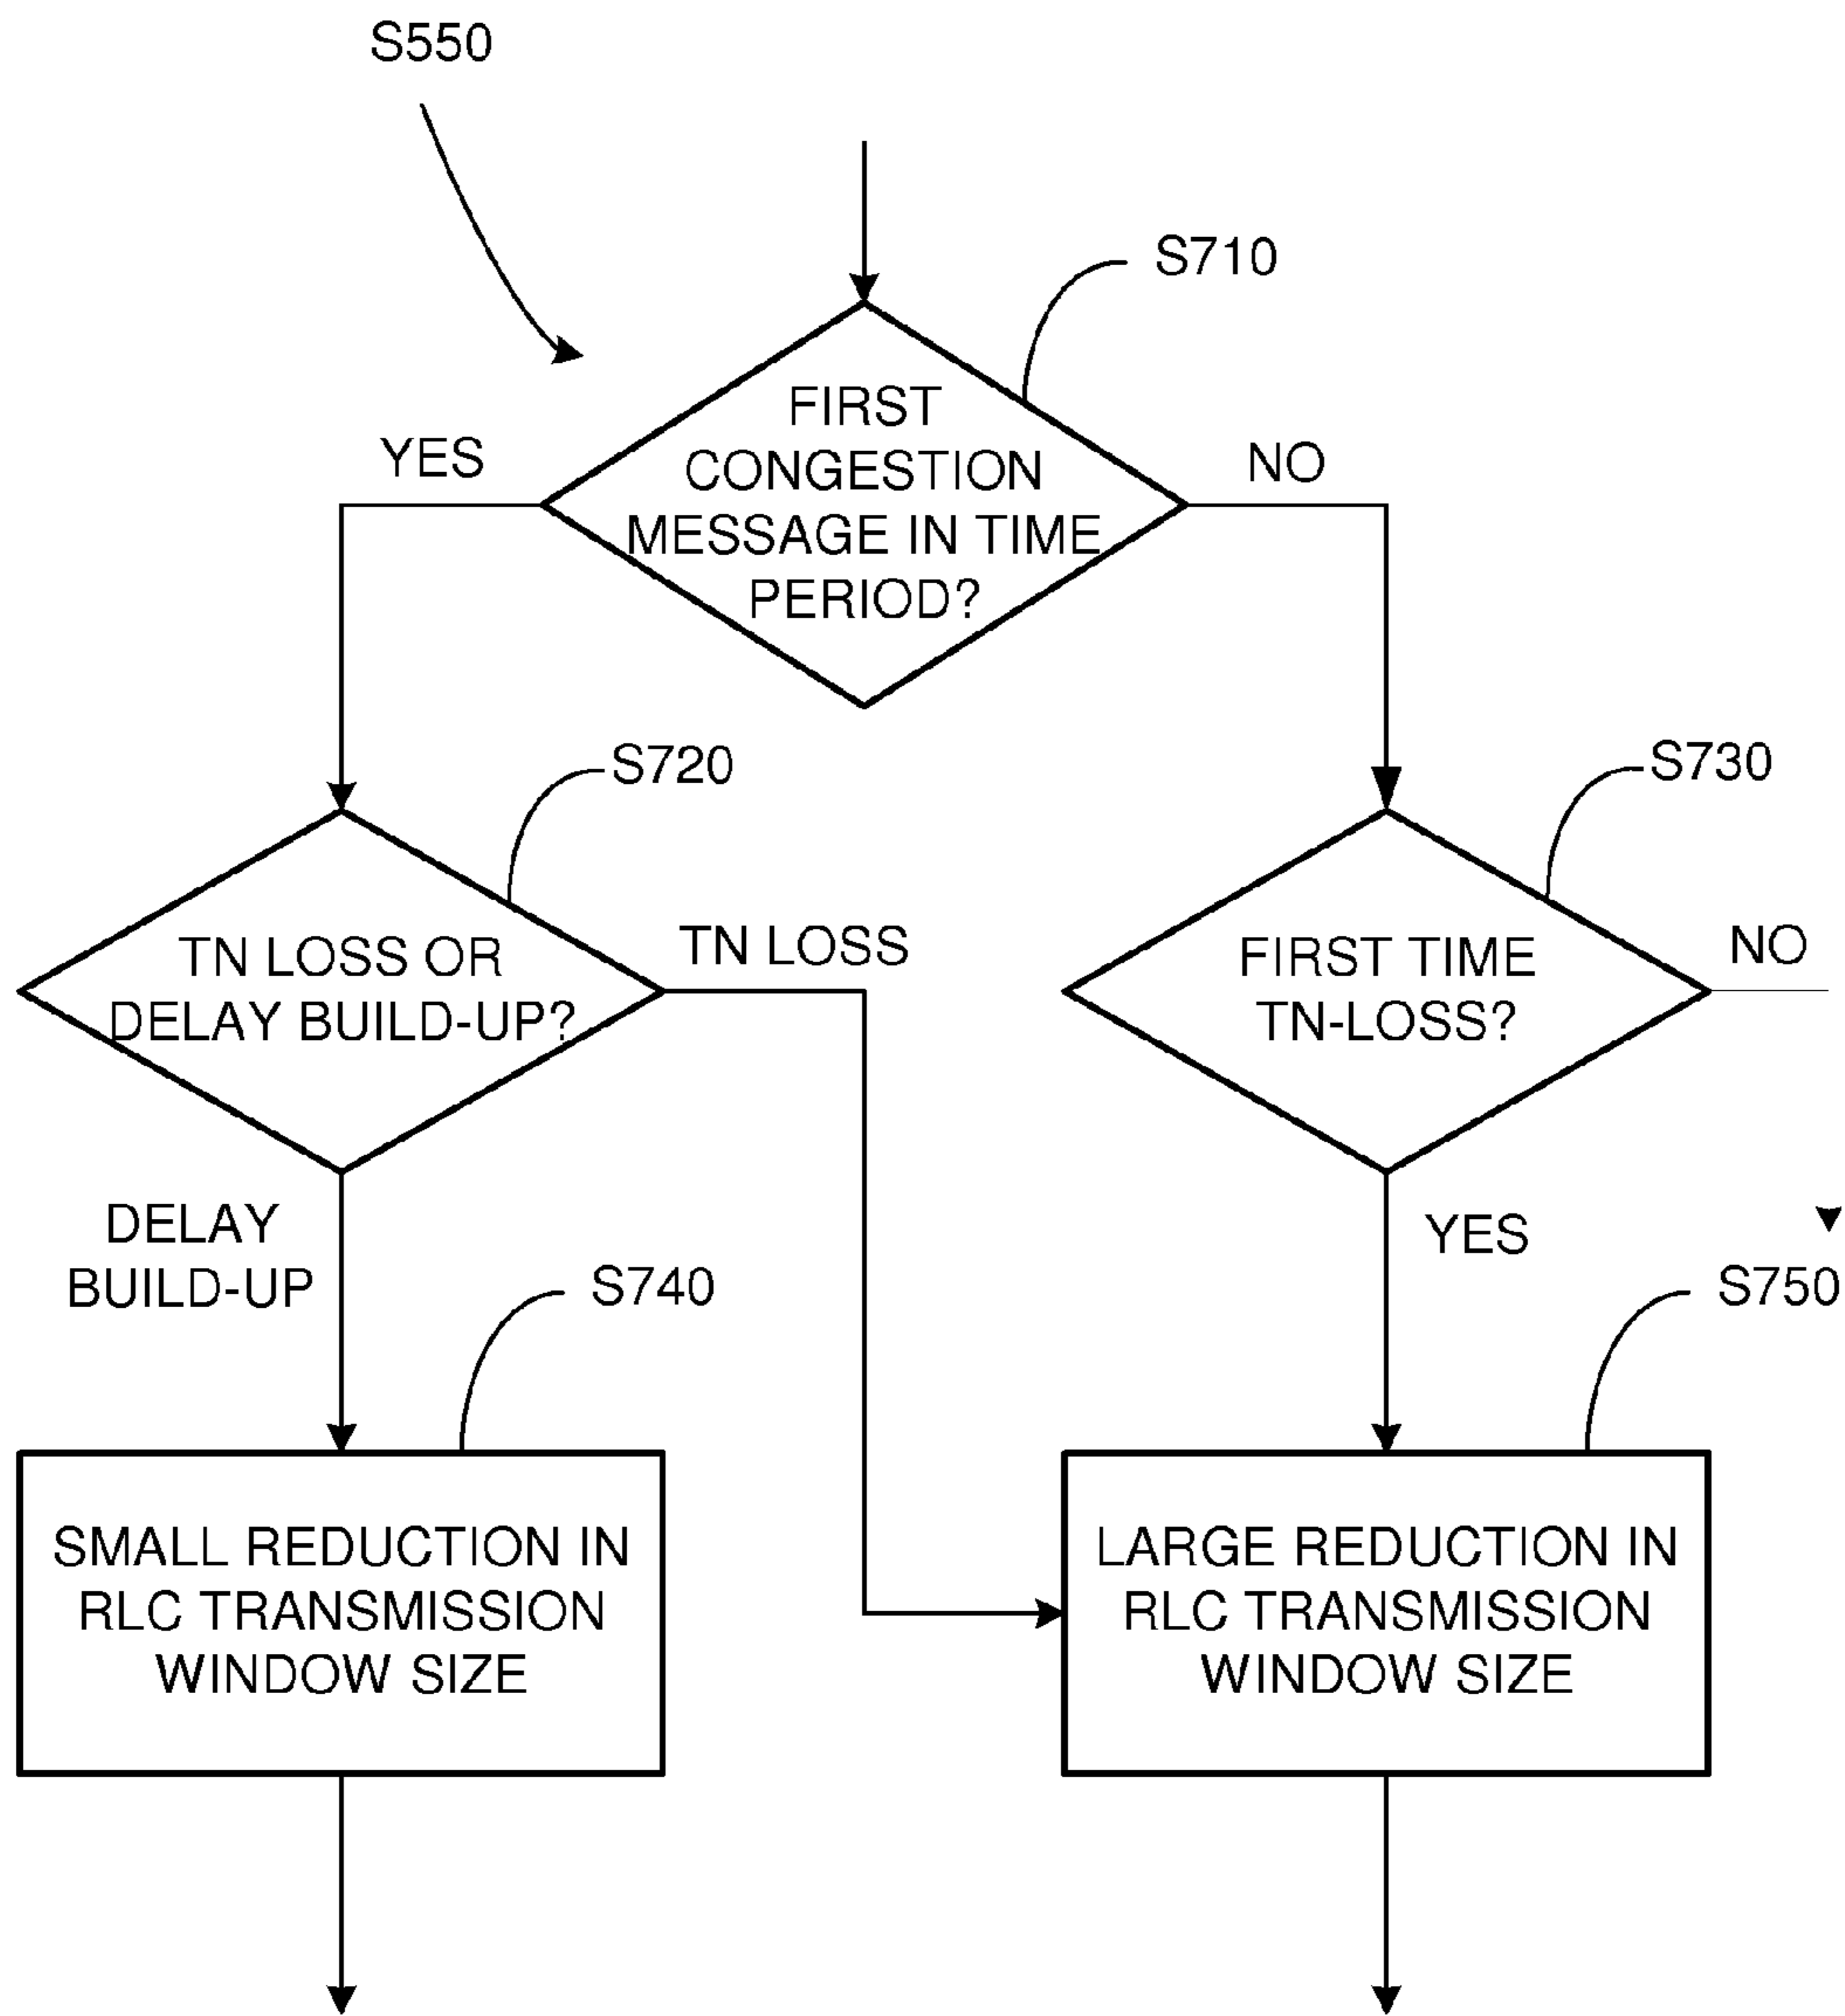 S550
S710
FIRST
CONGESTION
MESSAGE IN TIME
PERIOD?
YES
NO
S720
S730
TN LOSS OR
DELAY BUILD-UP?
TN LOSS
FIRST TIME
TN-LOSS?
NO
DELAY
BUILD-UP
YES
S740
S750
SMALL REDUCTION IN
RLC TRANSMISSION
WINDOW SIZE
LARGE REDUCTION IN
RLC TRANSMISSION
WINDOW SIZE